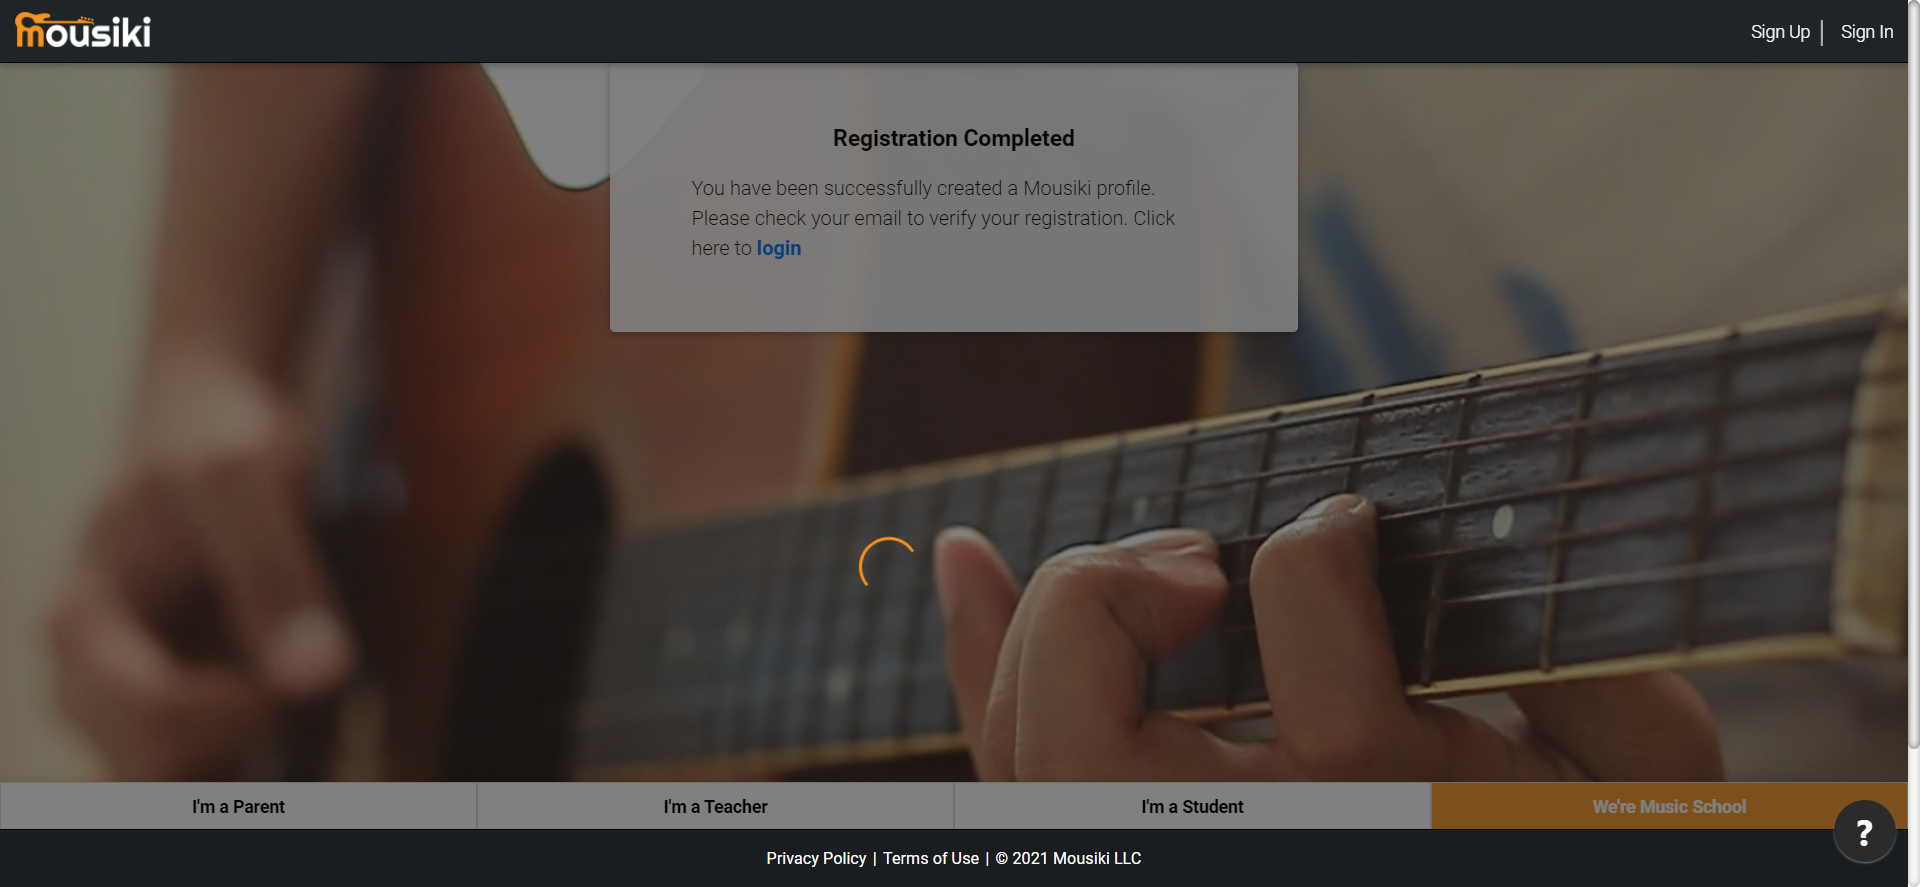 mousiki
Sign Up | Sign In
Registration Completed
You have been successfully created a Mousiki profile.
Please check your email to verify your registration. Click
here to login
I'm a Parent
I'm a Teacher
I'm a Student
We're Music School
?
Privacy Policy | Terms of Use | © 2021 Mousiki LLC